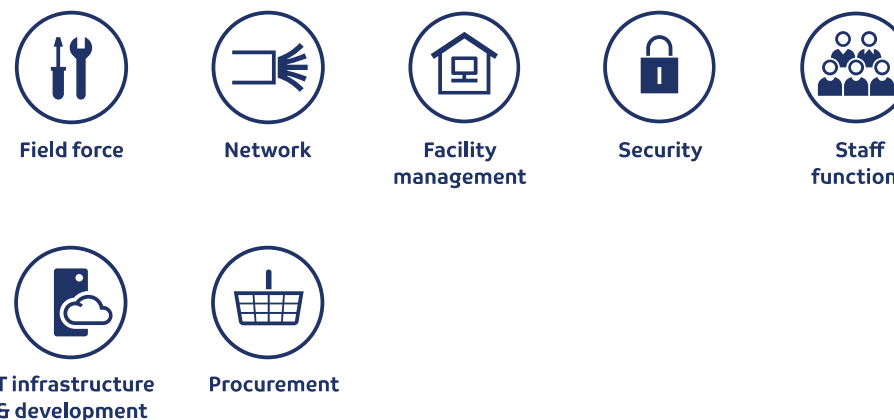 Field force
Network
Facility
management
Security
Staff
function
T infrastructure
& development
Procurement